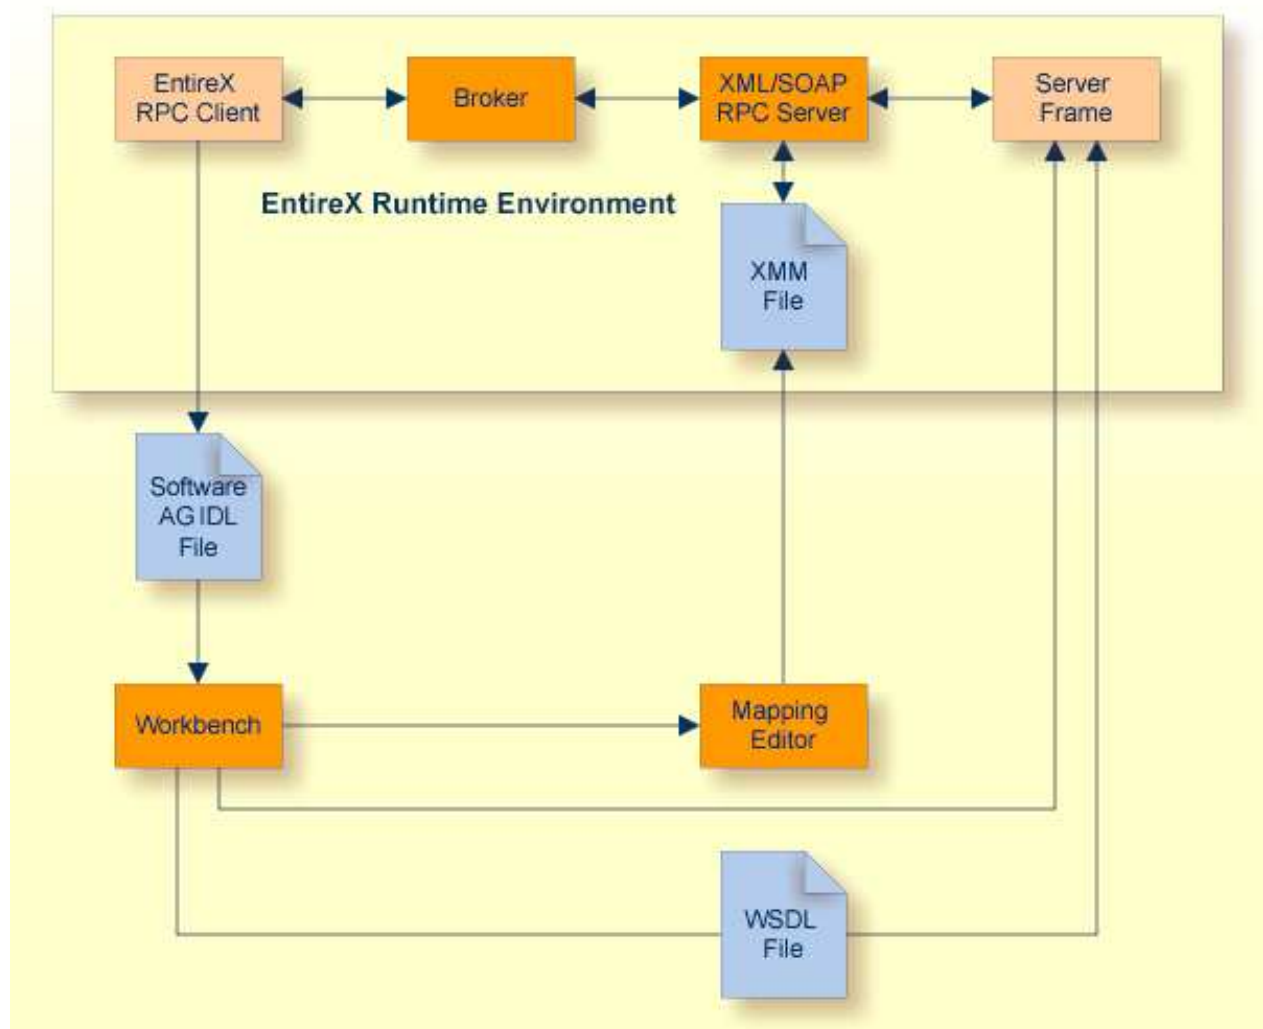 EntireX
RPC Client
Broker
XML/SOAP
RPC Server
Server
Frame
EntireX Runtime Environment
XMM
File
Software
AG IDL
File
Workbench
Mapping
Editor
WSDL
File